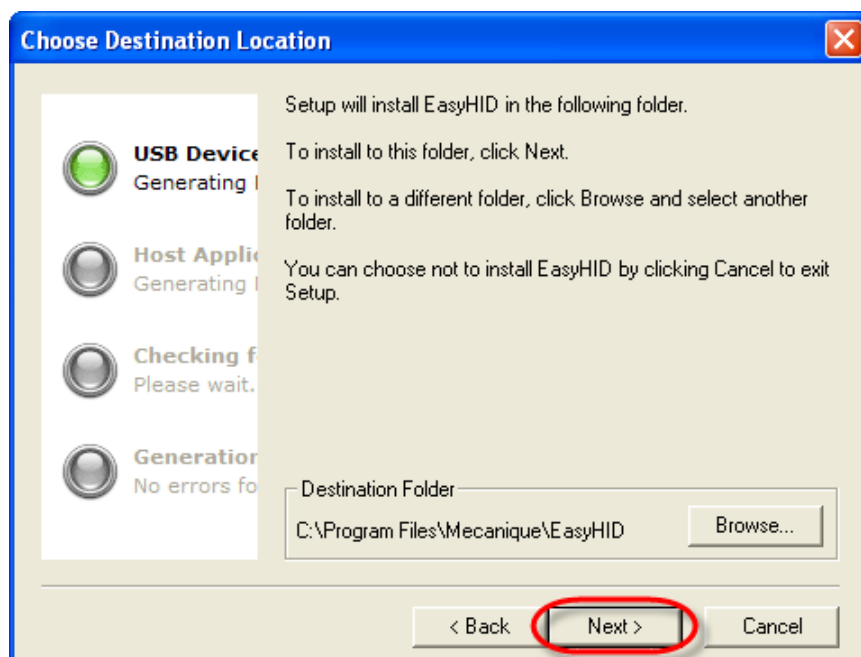 Choose Destination Location
USB Device
Generating
Host Applic
Generating
Checking f
Please wait.
Generation
No errors fo
Setup will install EasyHID in the following folder.
To install to this folder, click Next.
To install to a different folder, click Browse and select another
folder.
You can choose not to install EasyHID by clicking Cancel to exit
Setup.
Destination Folder
C:\Program Files\Mecanique\EasyHID
Browse...
< Back
Next >
Cancel